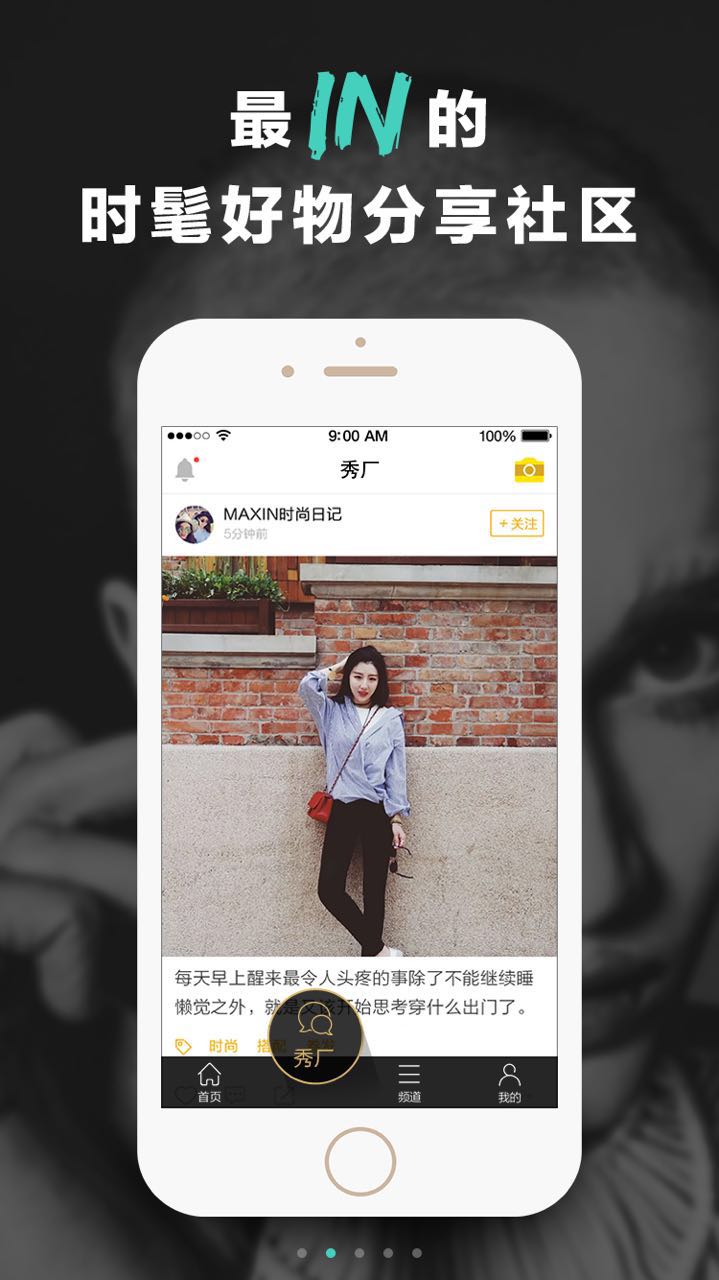 最IN的
时髦好物分享社区
9:00 AM
100%
秀厂
MAXIN时尚日记
5分钟前
+关注
每天早上醒来最令人头疼的事除了不能继续睡
懒觉之外，就是又该开始思考穿什么出门了。
时尚 搭配
秀厂
首页
频道
我的